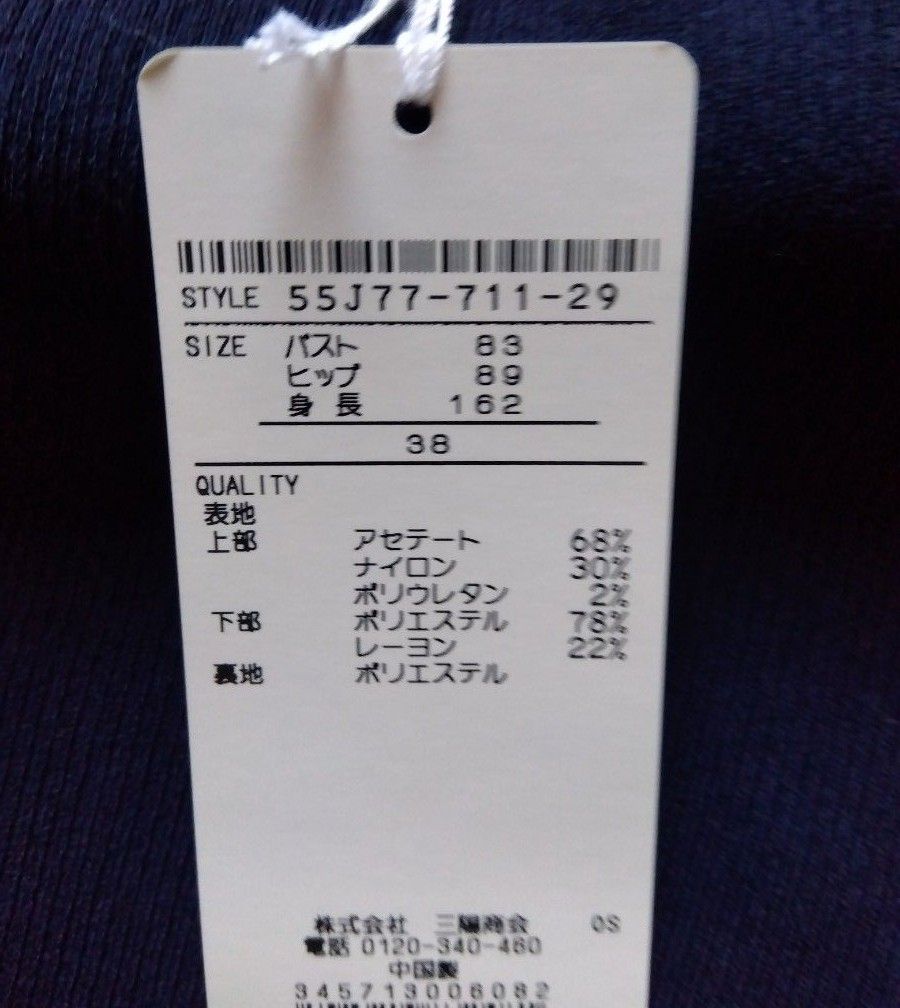 STYLE 55J77-711-29
SIZE バスト 83
ヒップ 89
身長 162
38
QUALITY
表地
上部 アセテート 68%
ナイロン 30%
ポリウレタン 2%
下部 ポリエステル 78%
レーヨン 22%
裏地 ポリエステル
株式会社 三陽商会 0S
電話 0120-340-460
中国製
345713006082